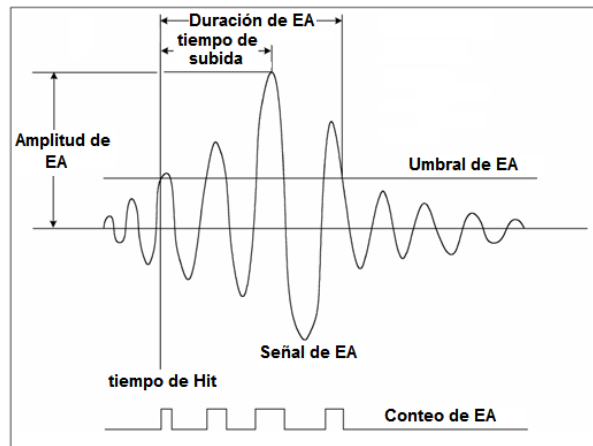 Duración de EA
tiempo de
subida
Amplitud de
EA
Umbral de EA
Señal de EA
tiempo de Hit
Conteo de EA